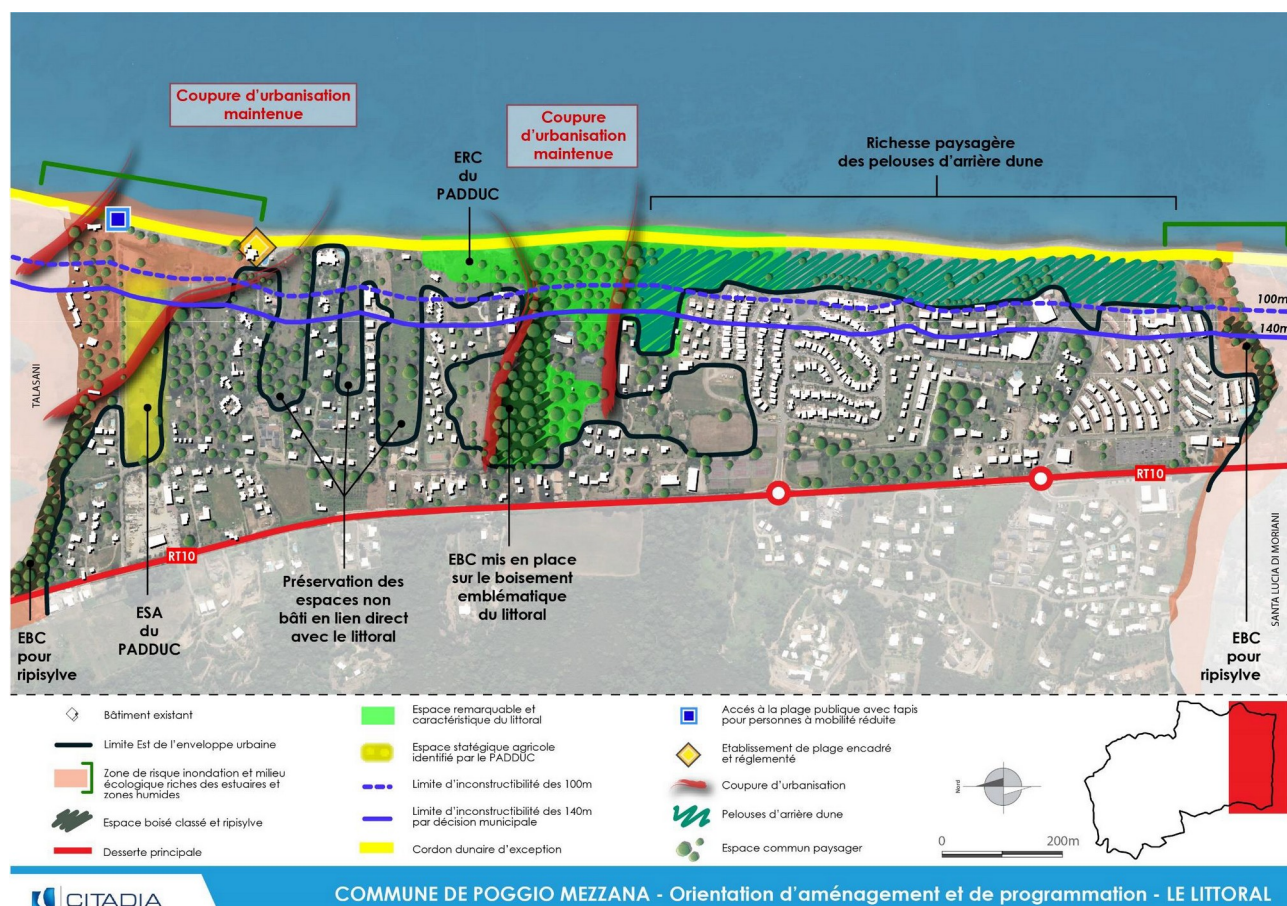 Coupure d'urbanisation
maintenue
Coupure
d'urbanisation
maintenue
ERC
du
PADDUC
Richesse paysagère
des pelouses d'arrière dune
100m
140m
TALASANI
SANTA LUCIA DI MORIANI
RT10
RT10
EBC
pour
ripisylve
ESA
du
PADDUC
Préservation des
espaces non
bâti en lien direct
avec le littoral
EBC mis en place
sur le boisement
emblématique
du littoral
EBC
pour
ripisylve
Bâtiment existant
Limite Est de l'enveloppe urbaine
Zone de risque inondation et milieu
écologique riches des estuaires et
zones humides
Espace boisé classé et ripisylve
Desserte principale
Espace remarquable et
caractéristique du littoral
Espace statégique agricole
identifié par le PADDUC
Limite d'inconstructibilité des 100m
Limite d'inconstructibilité des 140m
par décision municipale
Cordon dunaire d'exception
Accés à la plage publique avec tapis
pour personnes à mobilité réduite
Etablissement de plage encadré
et réglementé
Coupure d'urbanisation
Pelouses d'arrière dune
Espace commun paysager
Nord
0 200m
CITADIA
COMMUNE DE POGGIO MEZZANA - Orientation d'aménagement et de programmation - LE LITTORAL